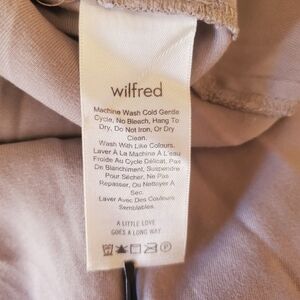 wilfred
Machine Wash Cold Gentle
Cycle, No Bleach, Hang To
Dry, Do Not Iron, Or Dry
Clean.
Wash With Like Colours.
Laver À La Machine À L'eau
Froide Au Cycle Délicat, Pas
De Blanchiment, Suspendre
Pour Sécher, Ne Pas
Repasser, Ou Nettoyer À
Sec.
Laver Avec Des Couleurs
Semblables.
A LITTLE LOVE
GOES A LONG WAY.